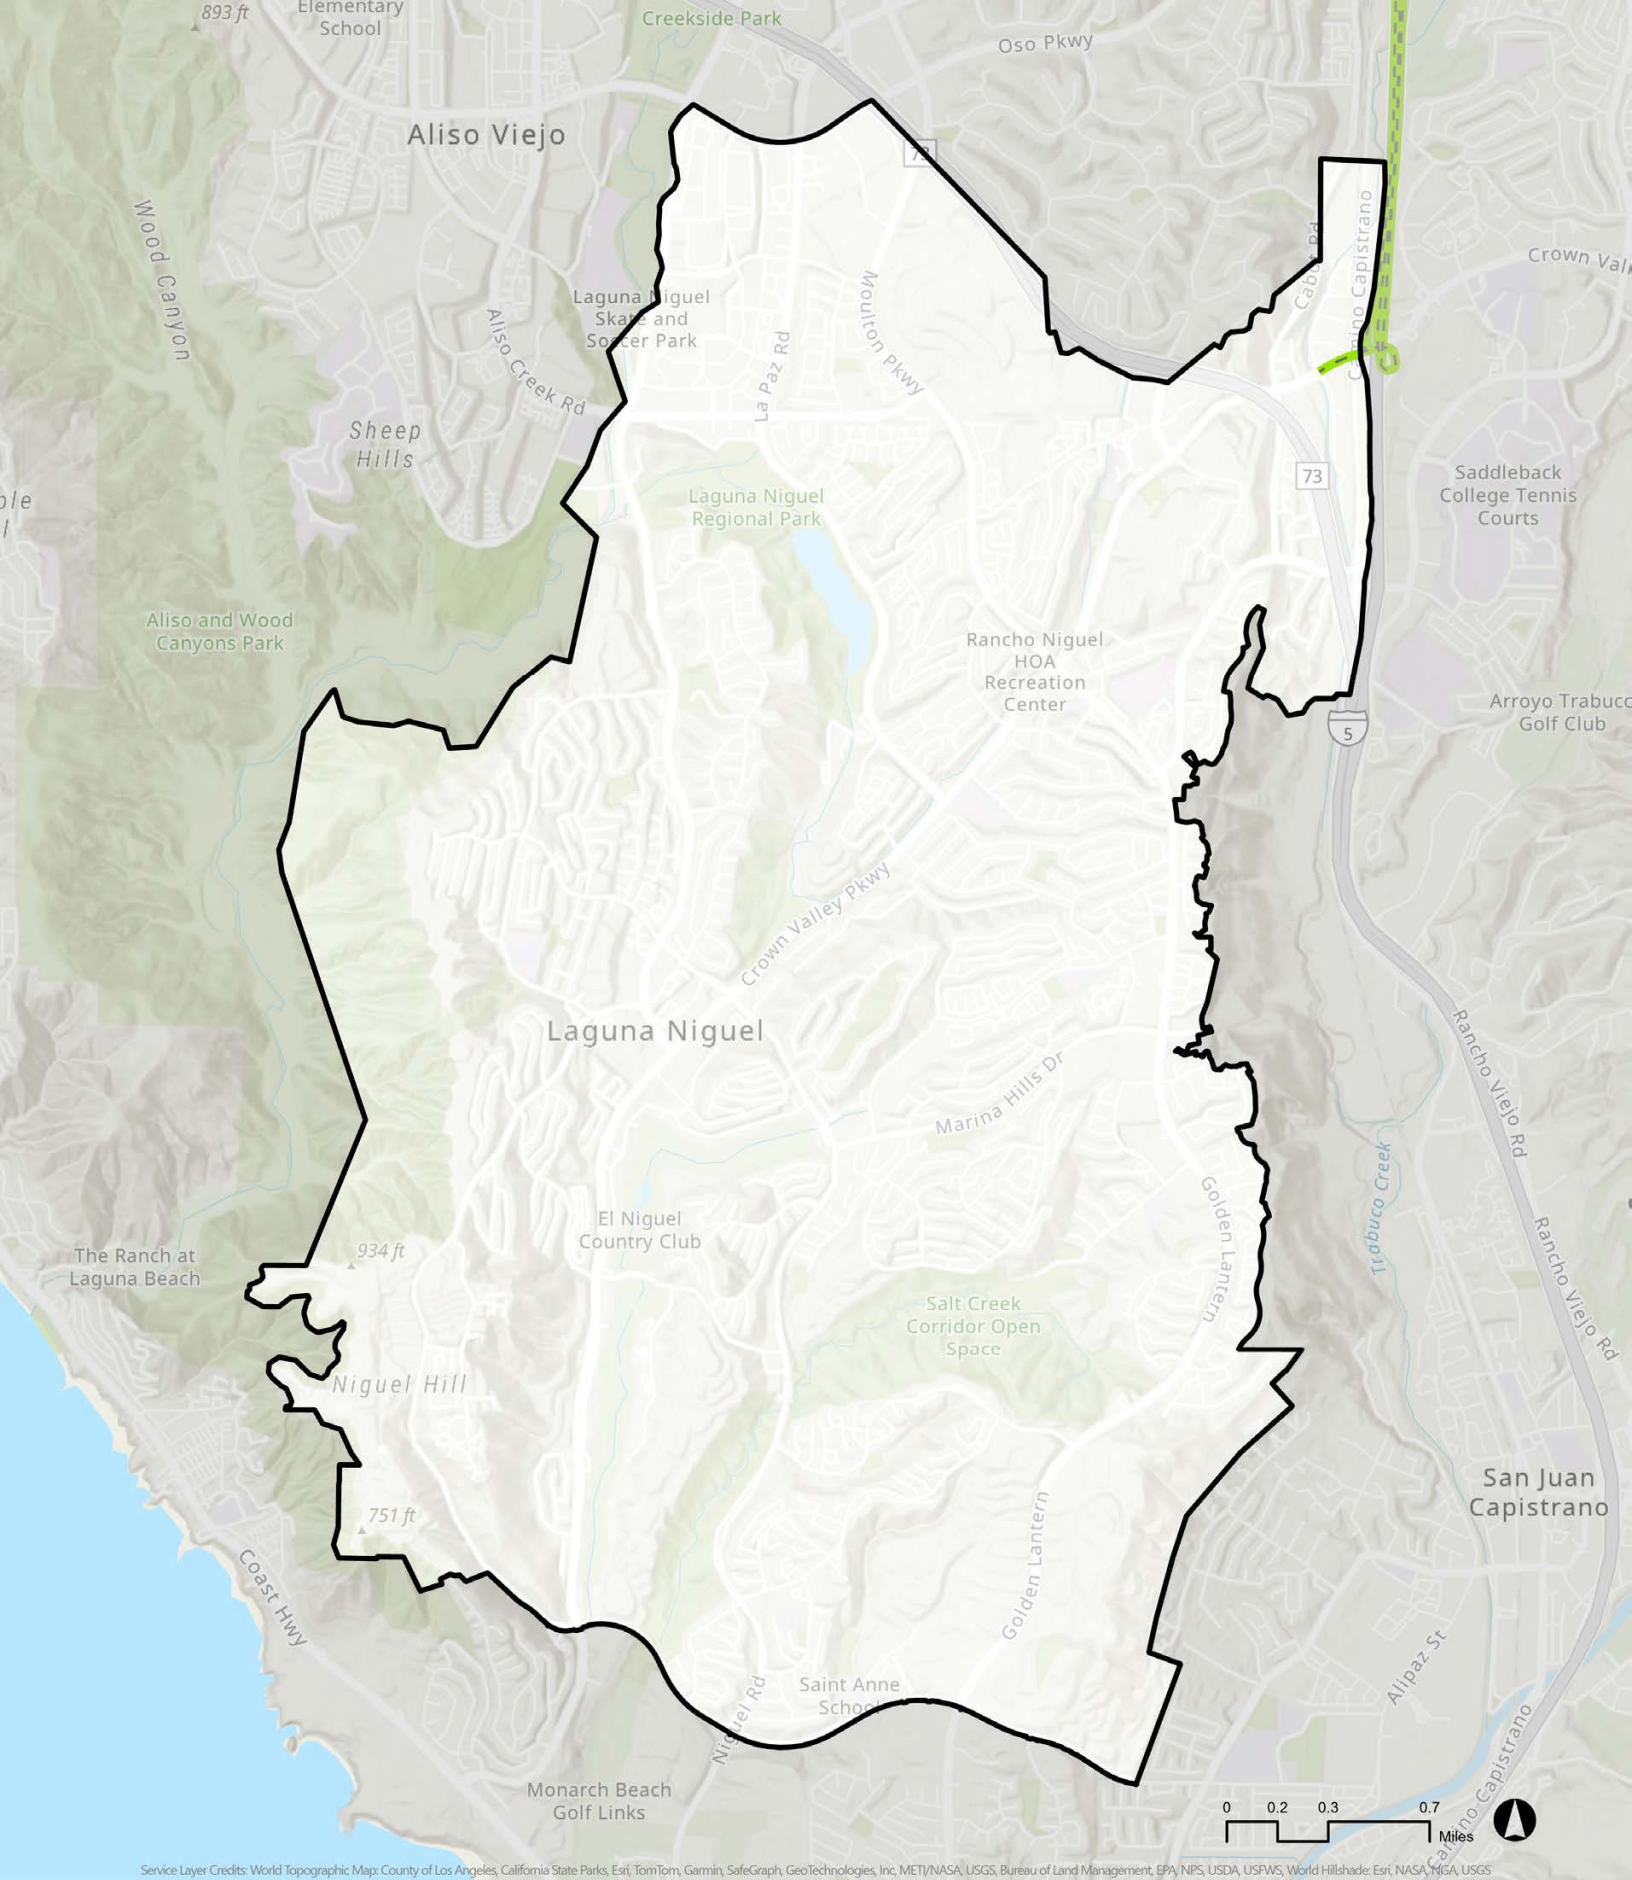 893 ft
Elementary
School
Creekside Park
Oso Pkwy
Aliso Viejo
73
Wood Canyon
Cabot Rd
Camino Capistrano
Laguna Niguel
Skate and
Soccer Park
Aliso Creek Rd
La Paz Rd
Moulton Pkwy
Sheep
Hills
73
Saddleback
College Tennis
Courts
Laguna Niguel
Regional Park
Aliso and Wood
Canyons Park
Rancho Niguel
HOA
Recreation
Center
Arroyo Trabuco
Golf Club
5
Crown Valley Pkwy
Laguna Niguel
Marina Hills Dr
Rancho Viejo Rd
Trabuco Creek
Golden Lantern
El Niguel
Country Club
934 ft
The Ranch at
Laguna Beach
Rancho Viejo Rd
Salt Creek
Corridor Open
Space
Niguel Hill
San Juan
Capistrano
751 ft
Golden Lantern
Coast Hwy
Alipaz St
Saint Anne
School
Niguel Rd
Camino Capistrano
Monarch Beach
Golf Links
0 0.2 0.3 0.7
Miles
Service Layer Credits: World Topographic Map: County of Los Angeles, California State Parks, Esri, TomTom, Garmin, SafeGraph, GeoTechnologies, Inc, METI/NASA, USGS, Bureau of Land Management, EPA, NPS, USDA, USFWS, World Hillshade: Esri, NASA, NGA, USGS